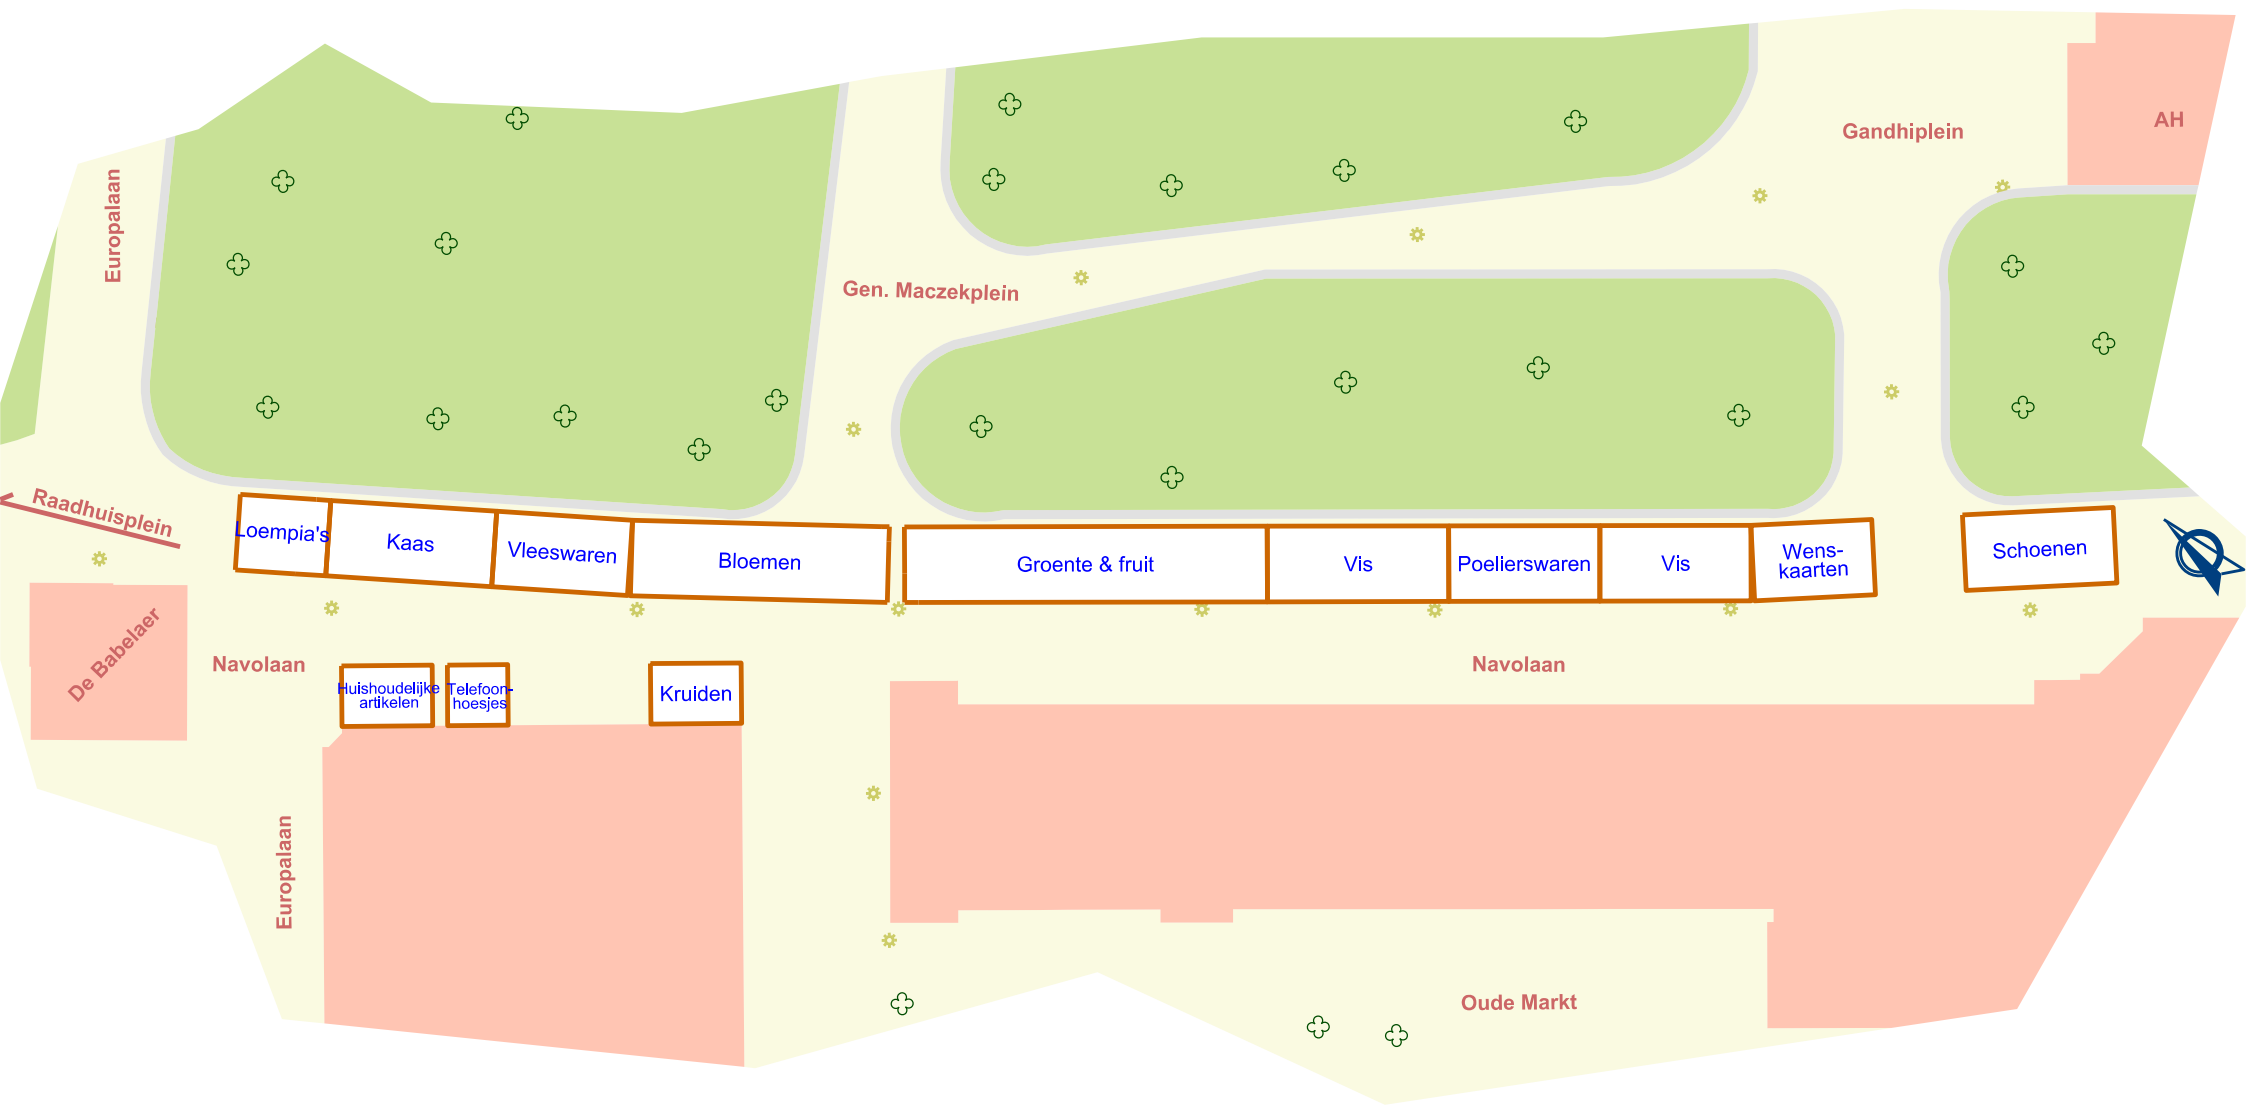 AH
Gandhiplein
Europalaan
Gen. Maczekplein
Raadhuisplein
Loempia's
Kaas
Vleeswaren
Bloemen
Groente & fruit
Vis
Poelierswaren
Vis
Wens-
kaarten
Schoenen
De Babelaer
Navolaan
Navolaan
Huishoudelijke
artikelen
Telefoon-
hoesjes
Kruiden
Europalaan
Oude Markt